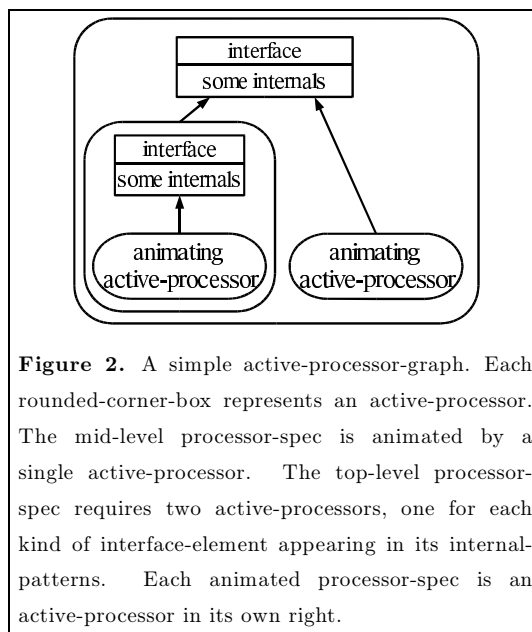 interface
some internals
interface
some internals
animating
active-processor
animating
active-processor
Figure 2. A simple active-processor-graph. Each
rounded-corner-box represents an active-processor.
The mid-level processor-spec is animated by a
single active-processor. The top-level processor-
spec requires two active-processors, one for each
kind of interface-element appearing in its internal-
patterns. Each animated processor-spec is an
active-processor in its own right.